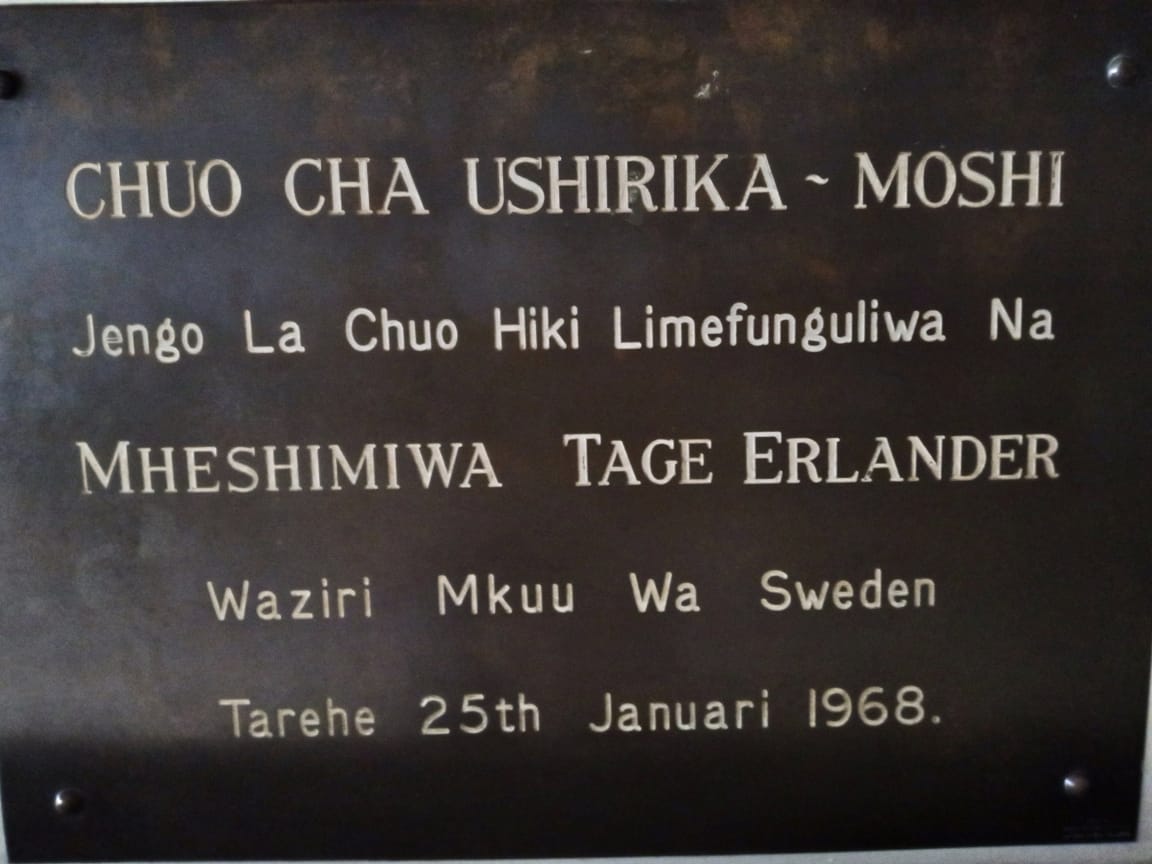 CHUO CHA USHIRIKA ~ MOSHI
Jengo La Chuo Hiki Limefunguliwa Na
MHESHIMIWA TAGE ERLANDER
Waziri Mkuu Wa Sweden
Tarehe 25th Januari 1968.